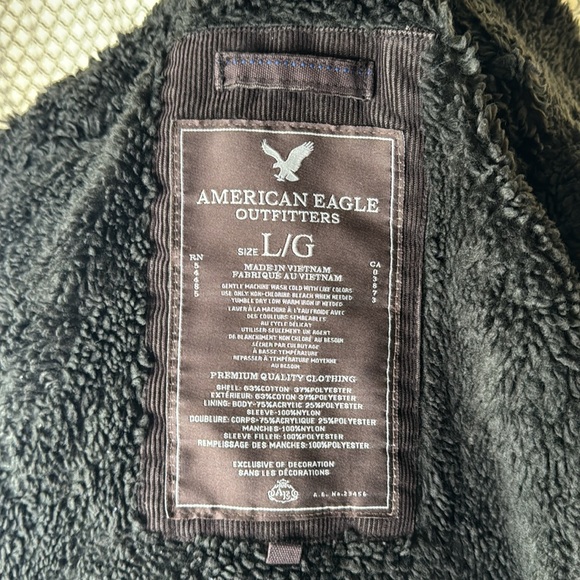 AMERICAN EAGLE
OUTFITTERS
SIZE L/G
RN 54485
CA 03873
MADE IN VIETNAM
FABRIQUÉ AU VIETNAM
GENTLE MACHINE WASH COLD WITH LIKE COLORS
USE ONLY NON-CHLORINE BLEACH WHEN NEEDED
TUMBLE DRY LOW WARM IRON IF NEEDED
LAVER À LA MACHINE À L'EAU FROIDE AVEC
DES COULEURS SEMBLABLES
AU CYCLE DÉLICAT
UTILISER SEULEMENT UN AGENT
DE BLANCHIMENT NON CHLORÉ AU BESOIN
SÉCHER PAR CULBUTAGE
À BASSE TEMPÉRATURE
REPASSER À TEMPÉRATURE MOYENNE
AU BESOIN
PREMIUM QUALITY CLOTHING
SHELL: 63%COTTON 37%POLYESTER
EXTÉRIEUR: 63%COTON 37%POLYESTER
LINING: BODY-75%ACRYLIC 25%POLYESTER
SLEEVE-100%NYLON
DOUBLURE: CORPS-75%ACRYLIQUE 25%POLYESTER
MANCHES-100%NYLON
SLEEVE FILLER: 100%POLYESTER
REMPLISSAGE DES MANCHES: 100%POLYESTER
EXCLUSIVE OF DECORATION
SANS LES DÉCORATIONS
A.E. No.23456